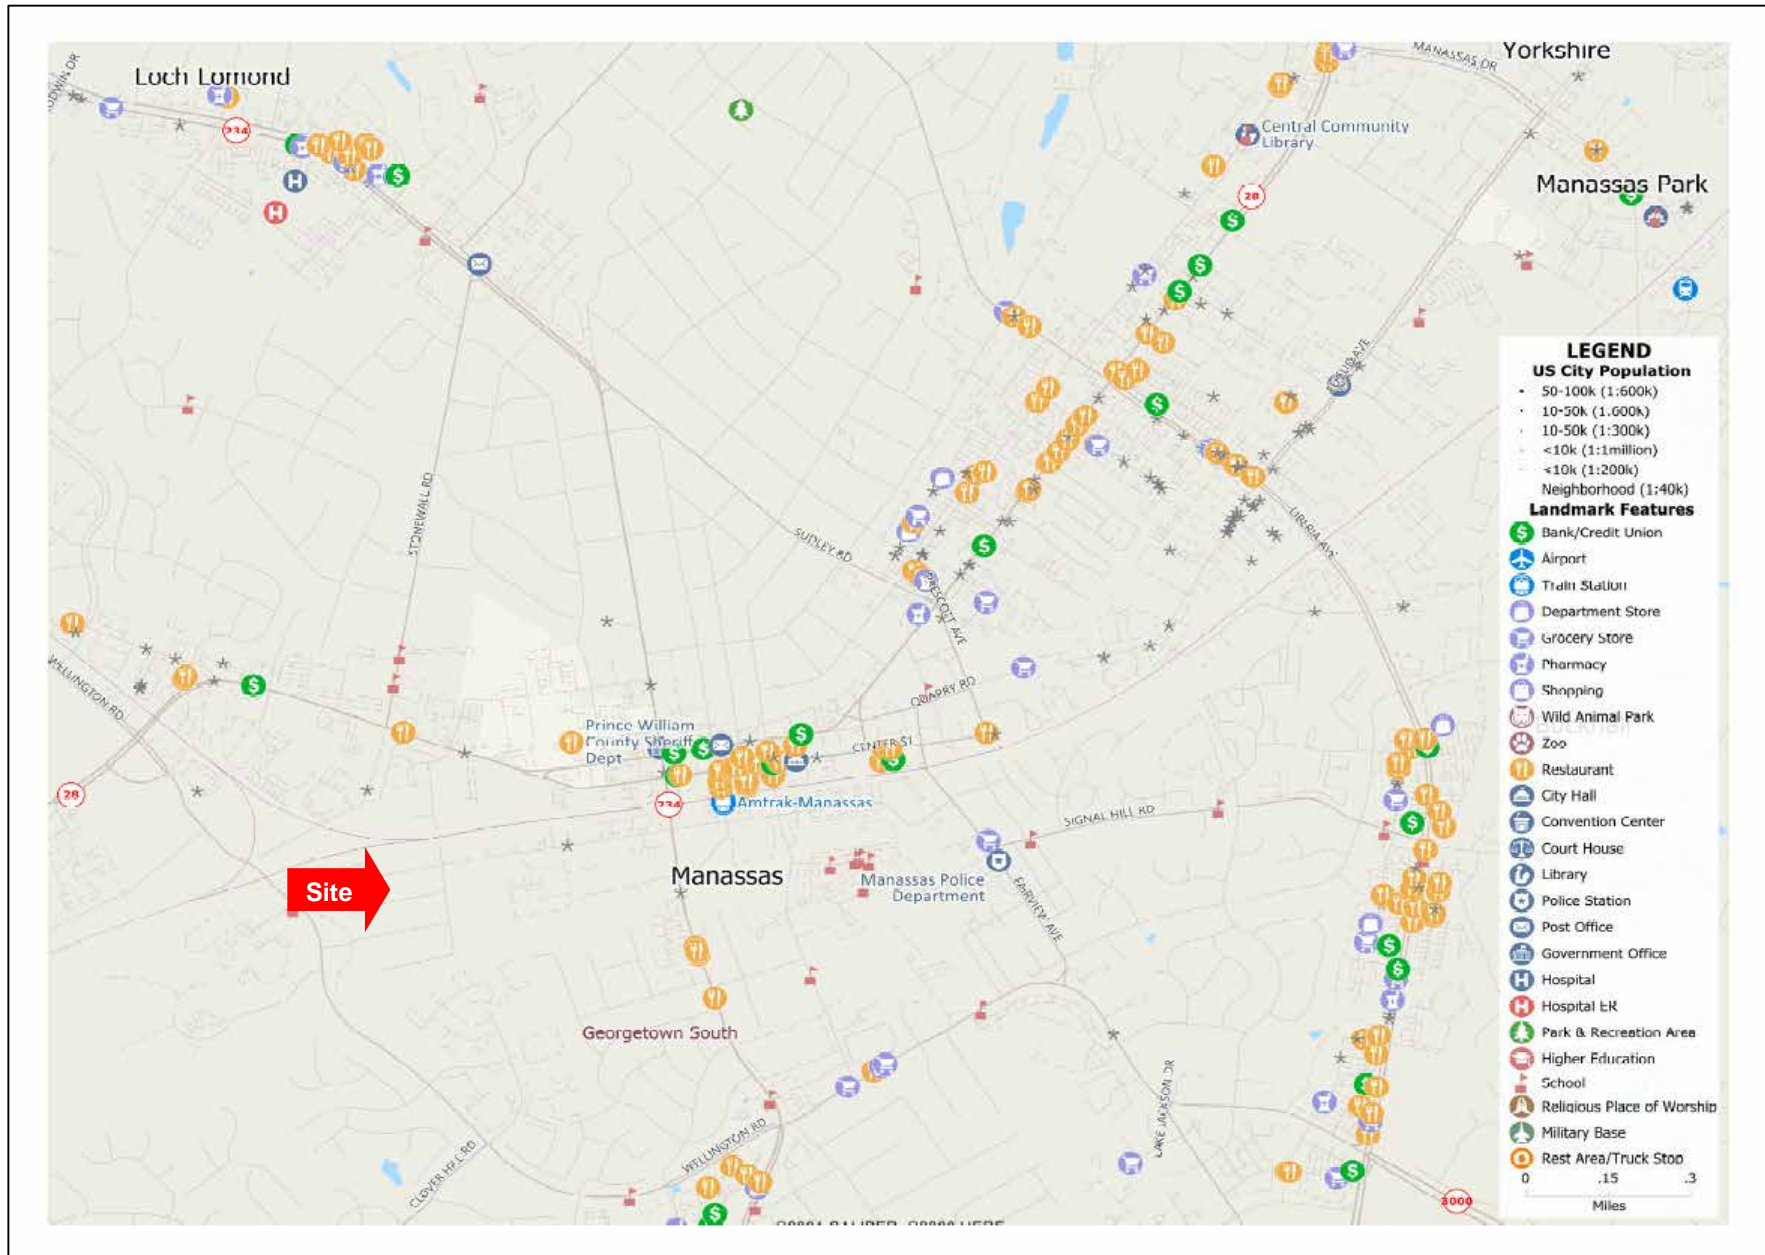 Loch Lomond
Yorkshire
MANASSAS DR
234
Central Community
Library
Manassas Park
28
STONEWALL RD
SUDLEY RD
PRESCOTT AVE
LIBERIA AVE
WELLINGTON RD
QUARRY RD
Prince William
County Sheriff
Dept
CENTER ST
28
234
Amtrak-Manassas
SIGNAL HILL RD
Site
Manassas
Manassas Police
Department
FAIRVIEW AVE
Georgetown South
LAKE JACKSON DR
WELLINGTON RD
CLOVER HILL RD
3000
LEGEND
US City Population
50-100k (1:600k)
10-50k (1:600k)
10-50k (1:300k)
<10k (1:1million)
<10k (1:200k)
Neighborhood (1:40k)
Landmark Features
Bank/Credit Union
Airport
Train Station
Department Store
Grocery Store
Pharmacy
Shopping
Wild Animal Park
Zoo
Restaurant
City Hall
Convention Center
Court House
Library
Police Station
Post Office
Government Office
Hospital
Hospital ER
Park & Recreation Area
Higher Education
School
Religious Place of Worship
Military Base
Rest Area/Truck Stop
0 .15 .3
Miles